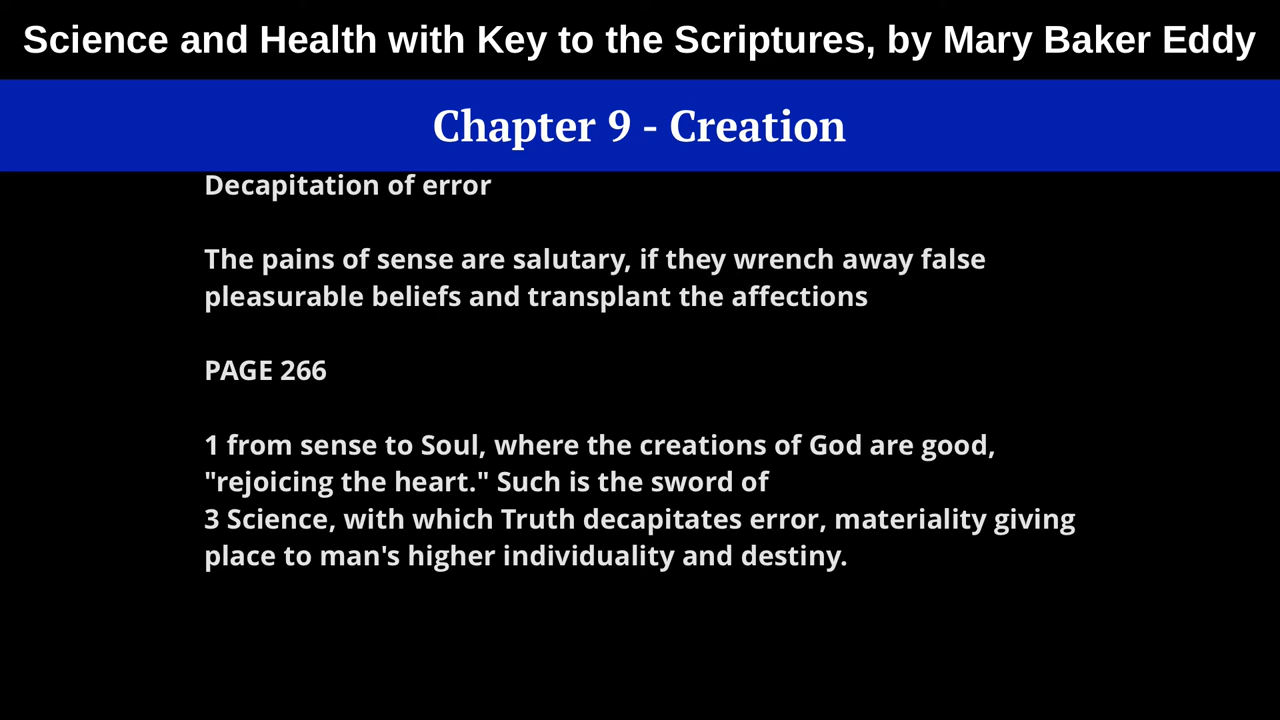 Science and Health with Key to the Scriptures, by Mary Baker Eddy
Chapter 9 - Creation
Decapitation of error
The pains of sense are salutary, if they wrench away false
pleasurable beliefs and transplant the affections
PAGE 266
1 from sense to Soul, where the creations of God are good,
"rejoicing the heart." Such is the sword of
3 Science, with which Truth decapitates error, materiality giving
place to man's higher individuality and destiny.